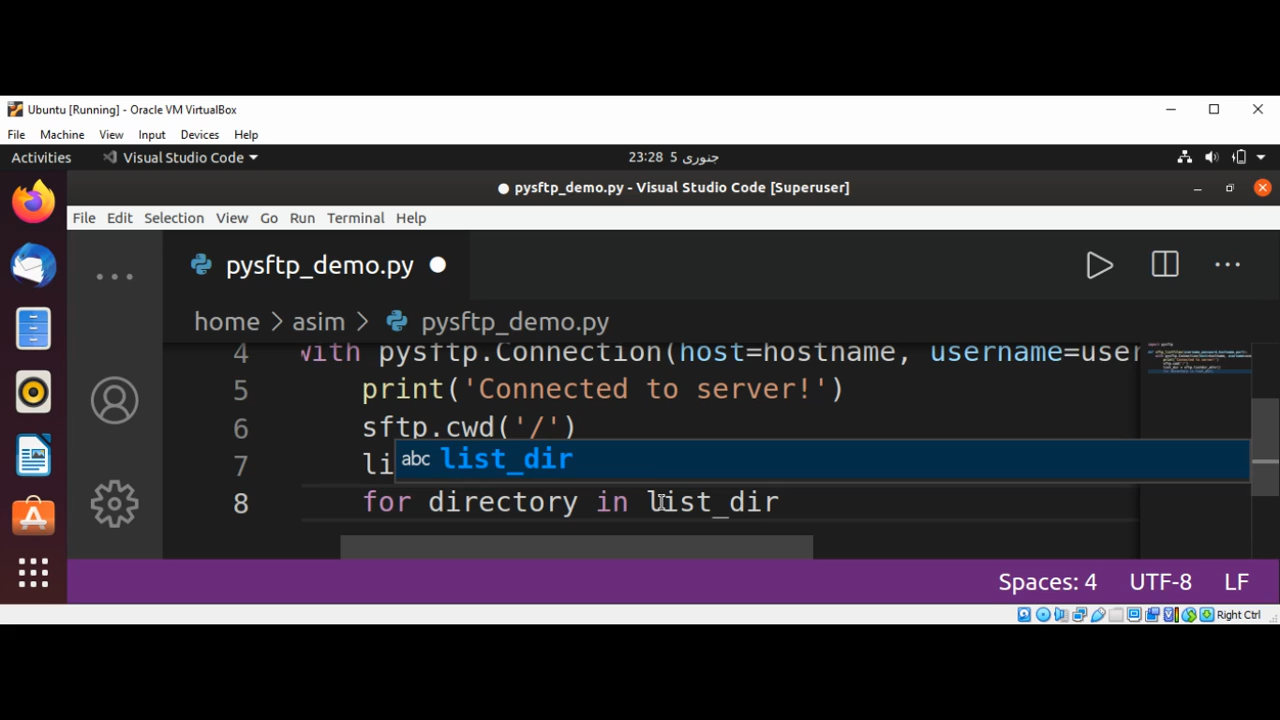 Ubuntu [Running] - Oracle VM VirtualBox
File Machine View Input Devices Help
Activities Visual Studio Code 23:28 5 جنوری
pysftp_demo.py - Visual Studio Code [Superuser]
File Edit Selection View Go Run Terminal Help
pysftp_demo.py
home > asim > pysftp_demo.py
4 with pysftp.Connection(host=hostname, username=user
5 print('Connected to server!')
6 sftp.cwd('/')
abc list_dir
7 li
8 for directory in list_dir
Spaces: 4 UTF-8 LF
Right Ctrl